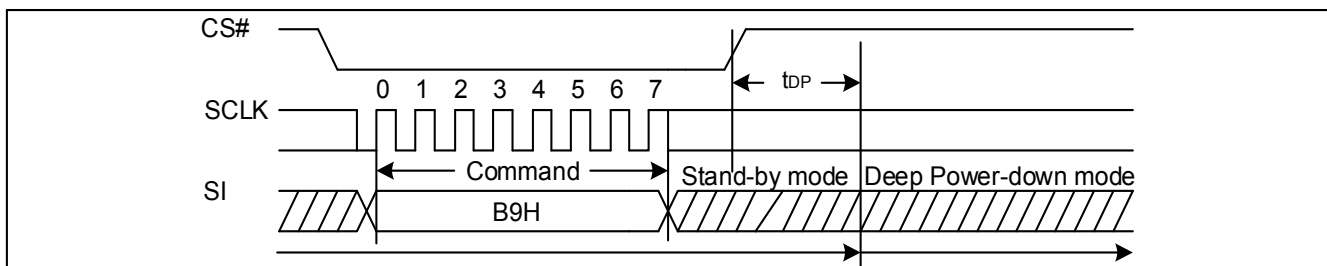 CS#
tDP
0 1 2 3 4 5 6 7
SCLK
Command
Stand-by mode Deep Power-down mode
SI
B9H